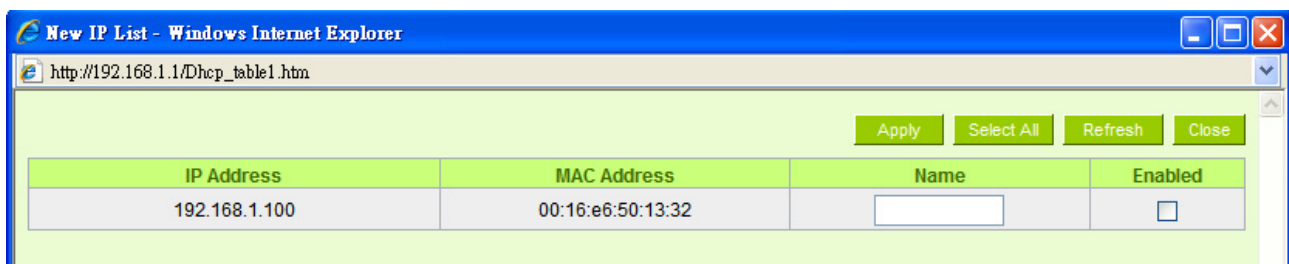 New IP List - Windows Internet Explorer
http://192.168.1.1/Dhcp_table1.htm
Apply Select All Refresh Close
IP Address MAC Address Name Enabled
192.168.1.100 00:16:e6:50:13:32